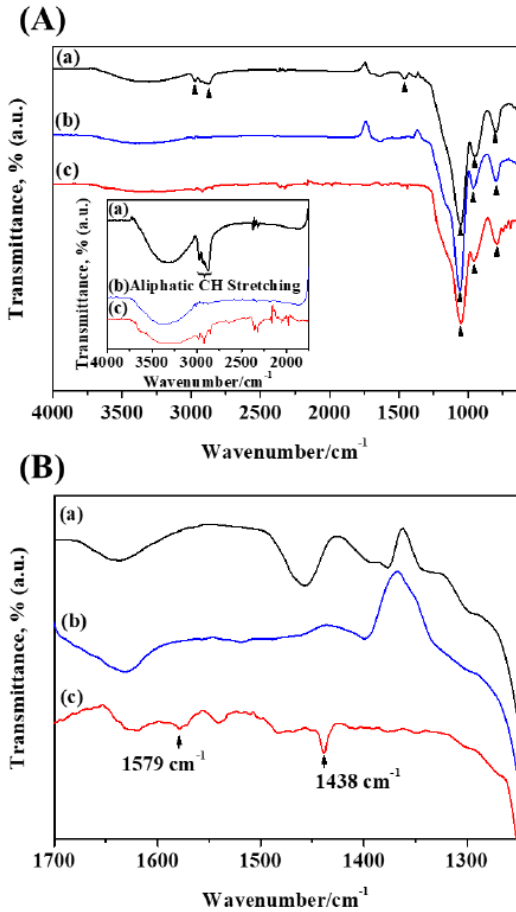 (A)
Transmittance, % (a.u.)
(a)
(b)
(c)
Transmittance, % (a.u.)
(a)
(b) Aliphatic CH Stretching
(c)
4000 3500 3000 2500 2000
Wavenumber/cm-1
4000 3500 3000 2500 2000 1500 1000
Wavenumber/cm-1
(B)
Transmittance, % (a.u.)
(a)
(b)
(c)
1579 cm-1
1438 cm-1
1700 1600 1500 1400 1300
Wavenumber/cm-1